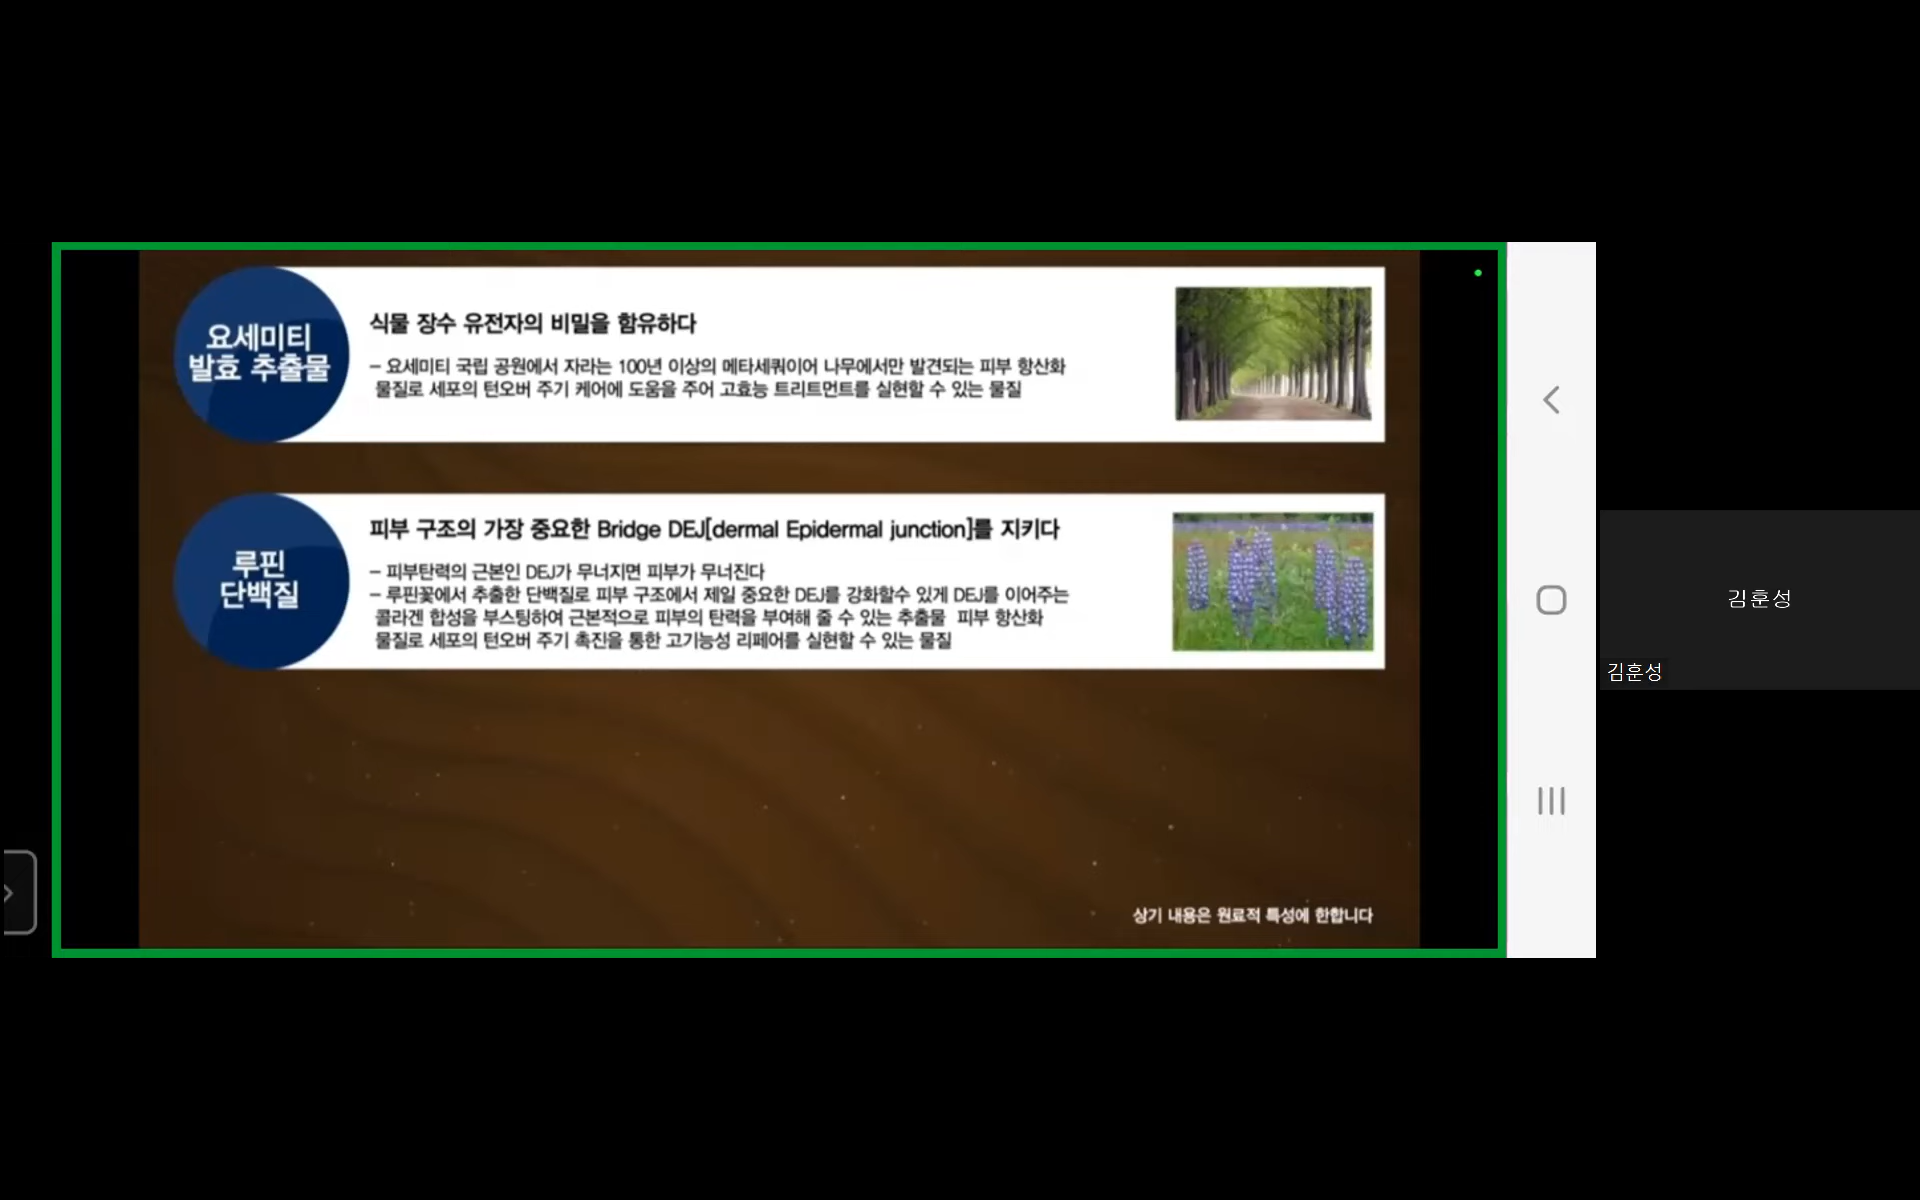 요세미티
발효 추출물
식물 장수 유전자의 비밀을 함유하다
– 요세미티 국립 공원에서 자라는 100년 이상의 메타세쿼이어 나무에서만 발견되는 피부 항산화
물질로 세포의 턴오버 주기 케어에 도움을 주어 고효능 트리트먼트를 실현할 수 있는 물질
루핀
단백질
피부 구조의 가장 중요한 Bridge DEJ[dermal Epidermal junction]를 지키다
– 피부탄력의 근본인 DEJ가 무너지면 피부가 무너진다
– 루핀꽃에서 추출한 단백질로 피부 구조에서 제일 중요한 DEJ를 강화할수 있게 DEJ를 이어주는
콜라겐 합성을 부스팅하여 근본적으로 피부의 탄력을 부여해 줄 수 있는 추출물 피부 항산화
물질로 세포의 턴오버 주기 촉진을 통한 고기능성 리페어를 실현할 수 있는 물질
상기 내용은 원료적 특성에 한합니다
김훈성
김훈성